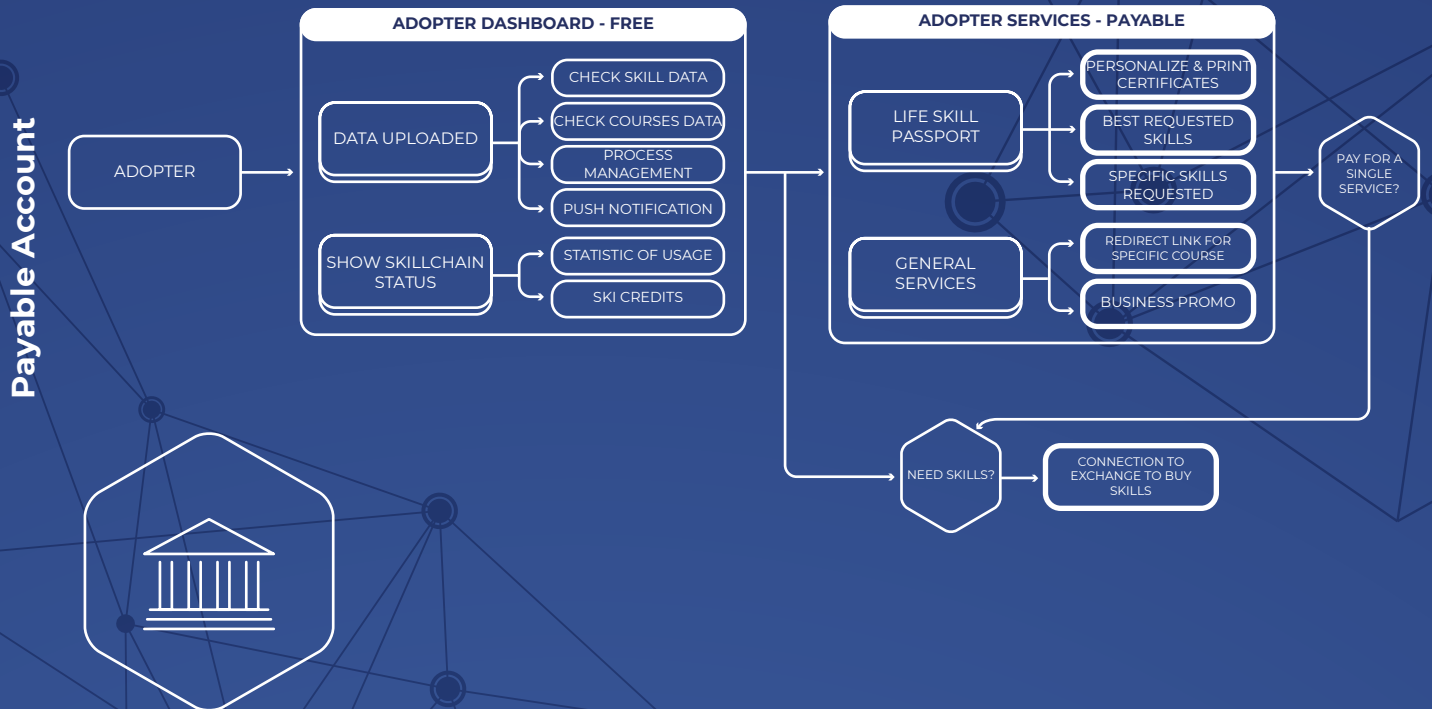 Payable Account
ADOPTER
ADOPTER DASHBOARD - FREE
DATA UPLOADED
CHECK SKILL DATA
CHECK COURSES DATA
PROCESS
MANAGEMENT
PUSH NOTIFICATION
SHOW SKILLCHAIN
STATUS
STATISTIC OF USAGE
SKI CREDITS
ADOPTER SERVICES - PAYABLE
LIFE SKILL
PASSPORT
PERSONALIZE & PRINT
CERTIFICATES
BEST REQUESTED
SKILLS
SPECIFIC SKILLS
REQUESTED
GENERAL
SERVICES
REDIRECT LINK FOR
SPECIFIC COURSE
BUSINESS PROMO
PAY FOR A
SINGLE
SERVICE?
NEED SKILLS?
CONNECTION TO
EXCHANGE TO BUY
SKILLS